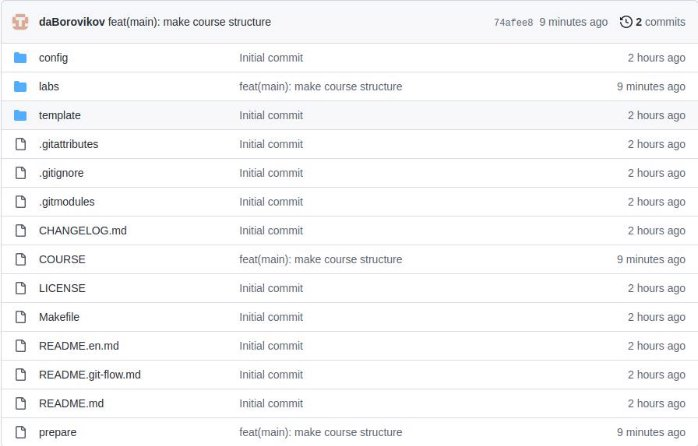 daBorovikov feat(main): make course structure 74afee8 9 minutes ago 2 commits
config Initial commit 2 hours ago
labs feat(main): make course structure 9 minutes ago
template Initial commit 2 hours ago
.gitattributes Initial commit 2 hours ago
.gitignore Initial commit 2 hours ago
.gitmodules Initial commit 2 hours ago
CHANGELOG.md Initial commit 2 hours ago
COURSE feat(main): make course structure 9 minutes ago
LICENSE Initial commit 2 hours ago
Makefile Initial commit 2 hours ago
README.en.md Initial commit 2 hours ago
README.git-flow.md Initial commit 2 hours ago
README.md Initial commit 2 hours ago
prepare feat(main): make course structure 9 minutes ago